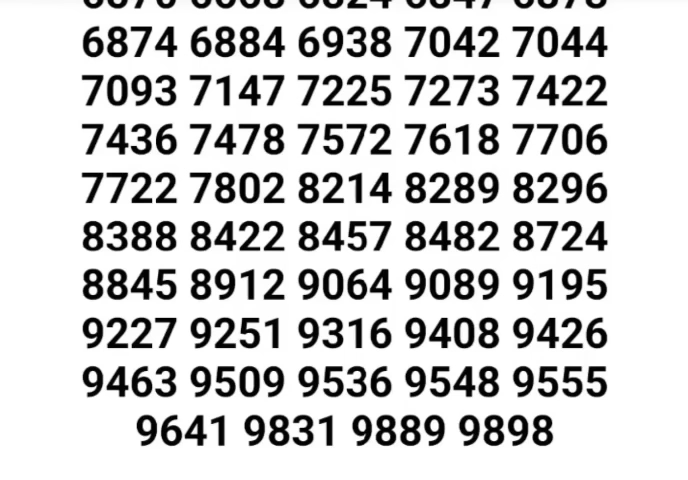 6874 6884 6938 7042 7044
7093 7147 7225 7273 7422
7436 7478 7572 7618 7706
7722 7802 8214 8289 8296
8388 8422 8457 8482 8724
8845 8912 9064 9089 9195
9227 9251 9316 9408 9426
9463 9509 9536 9548 9555
9641 9831 9889 9898